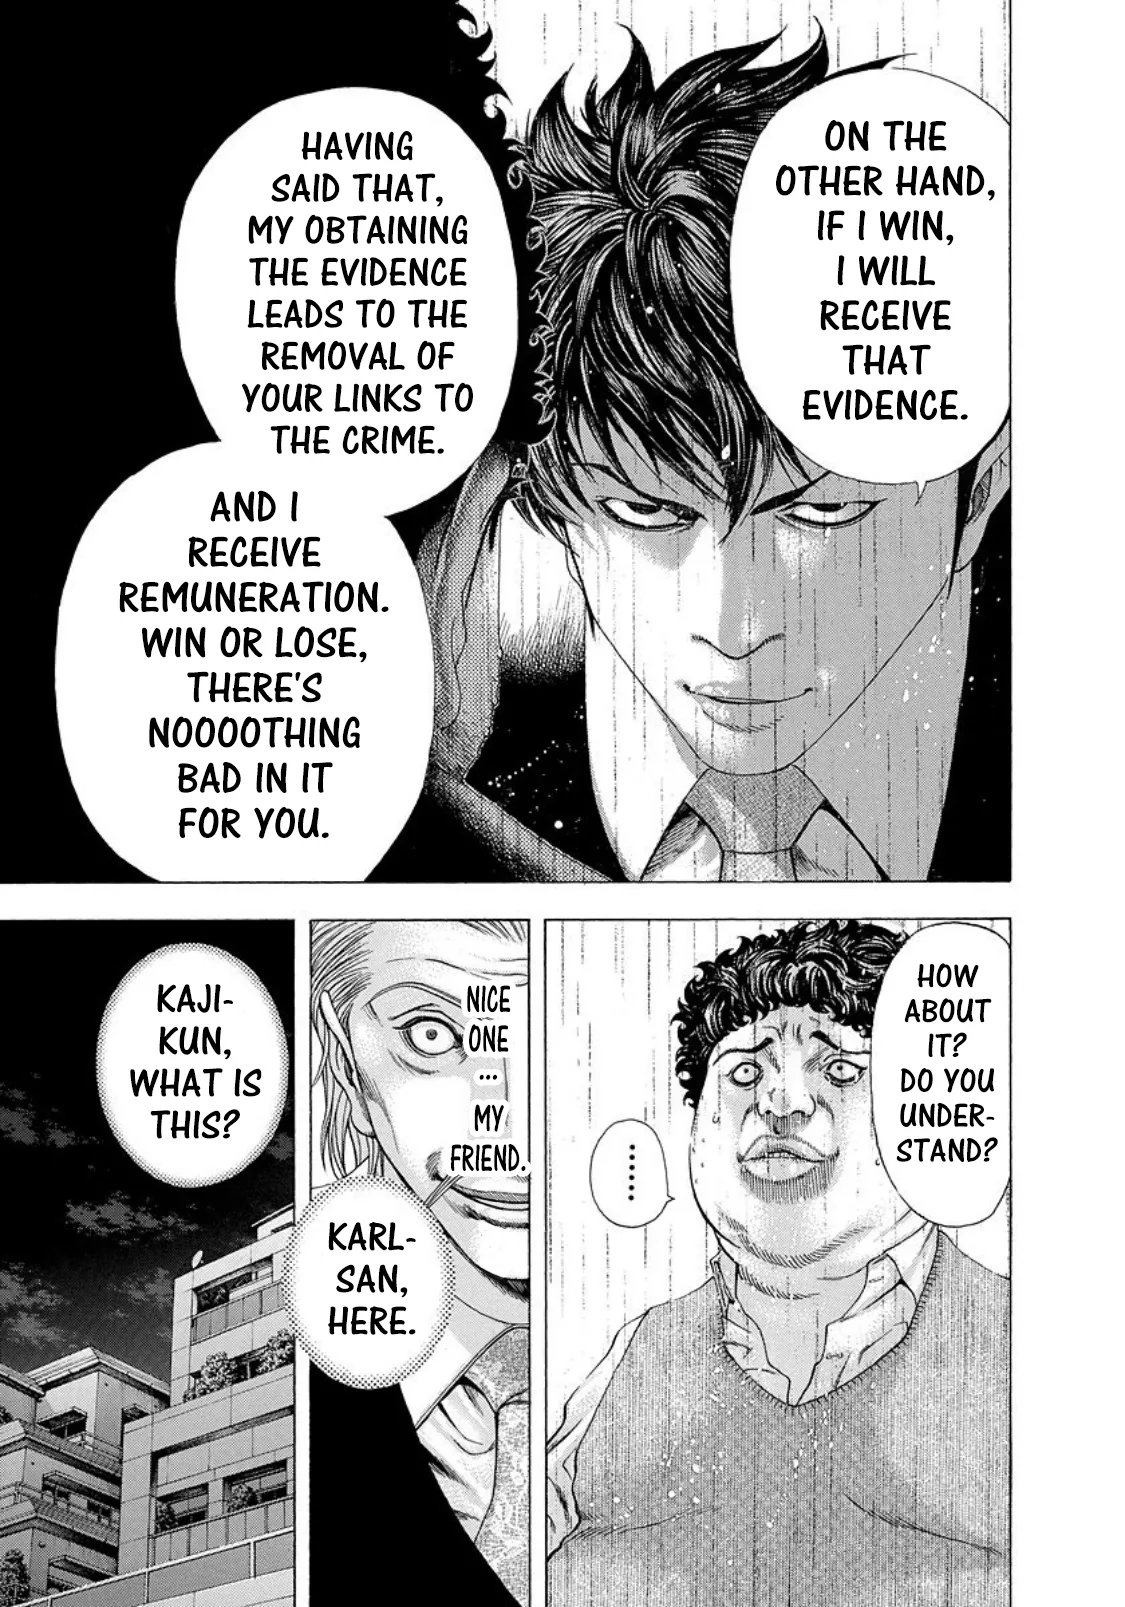 ON THE
OTHER HAND,
IF I WIN,
I WILL
RECEIVE
THAT
EVIDENCE.
HAVING
SAID THAT,
MY OBTAINING
THE EVIDENCE
LEADS TO THE
REMOVAL OF
YOUR LINKS TO
THE CRIME.
AND I
RECEIVE
REMUNERATION.
WIN OR LOSE,
THERE'S
NOOOOTHING
BAD IN IT
FOR YOU.
HOW
ABOUT
IT?
DO YOU
UNDER-
STAND?
......
NICE
ONE
...
MY
FRIEND.
KARL-
SAN,
HERE.
KAJI-
KUN,
WHAT IS
THIS?